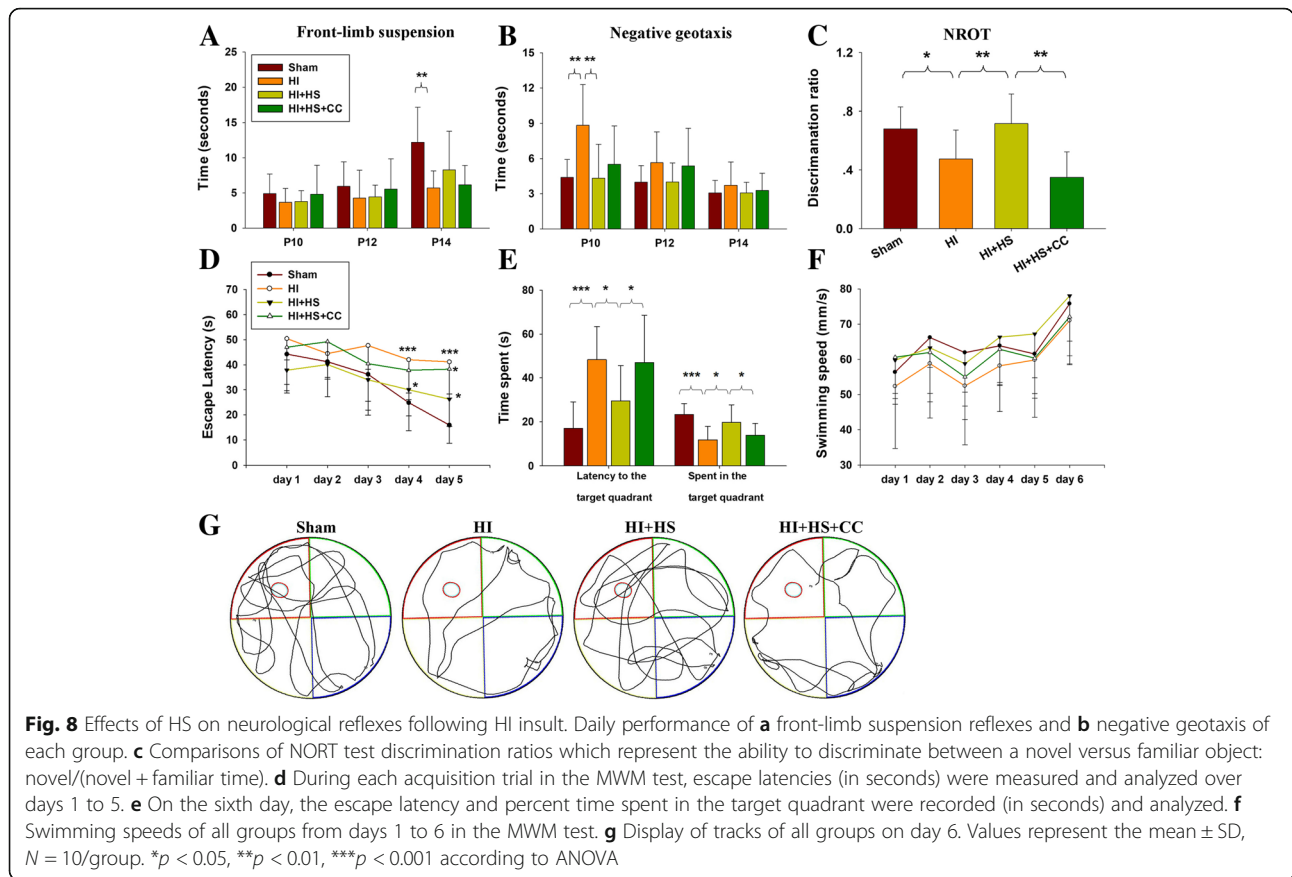 A Front-limb suspension
Time (seconds)
25
20
15
10
5
0
Sham
HI
HI+HS
HI+HS+CC
**
P10 P12 P14
B Negative geotaxis
Time (seconds)
15
12
9
6
3
0
** **
P10 P12 P14
C NROT
Discrimanation ratio
1.2
.8
.4
0.0
* ** **
Sham HI HI+HS HI+HS+CC
D
Escape Latency (s)
70
60
50
40
30
20
10
0
Sham
HI
HI+HS
HI+HS+CC
*** ***
* *
*
day 1 day 2 day 3 day 4 day 5
E
Time spent (s)
80
60
40
20
0
*** * *
*** * *
Latency to the Spent in the
target quadrant target quadrant
F
Swimming speed (mm/s)
80
70
60
50
40
30
day 1 day 2 day 3 day 4 day 5 day 6
G Sham HI HI+HS HI+HS+CC
Fig. 8 Effects of HS on neurological reflexes following HI insult. Daily performance of a front-limb suspension reflexes and b negative geotaxis of
each group. c Comparisons of NORT test discrimination ratios which represent the ability to discriminate between a novel versus familiar object:
novel/(novel + familiar time). d During each acquisition trial in the MWM test, escape latencies (in seconds) were measured and analyzed over
days 1 to 5. e On the sixth day, the escape latency and percent time spent in the target quadrant were recorded (in seconds) and analyzed. f
Swimming speeds of all groups from days 1 to 6 in the MWM test. g Display of tracks of all groups on day 6. Values represent the mean ± SD,
N = 10/group. *p < 0.05, **p < 0.01, ***p < 0.001 according to ANOVA